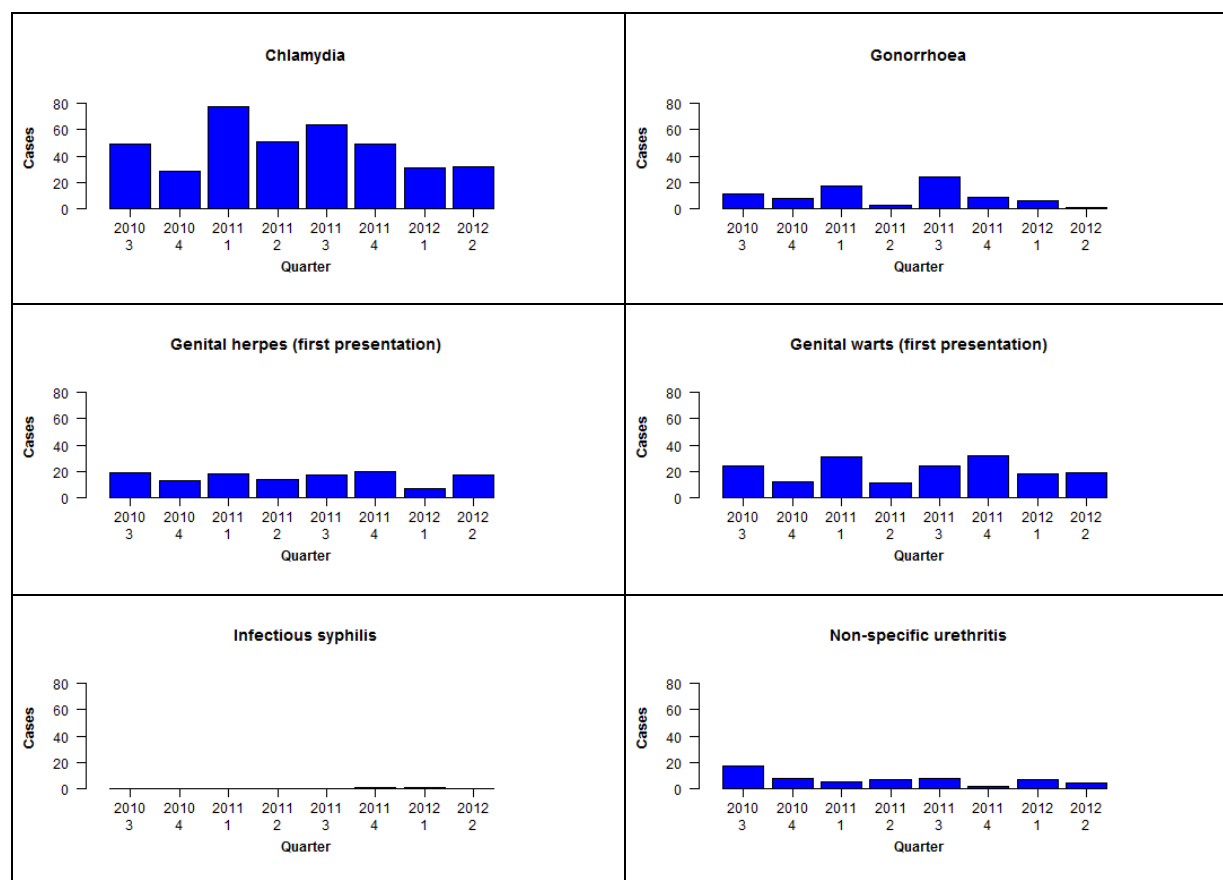 Chlamydia
Cases
80
60
40
20
0
2010 2010 2011 2011 2011 2011 2012 2012
3 4 1 2 3 4 1 2
Quarter
Gonorrhoea
Cases
80
60
40
20
0
2010 2010 2011 2011 2011 2011 2012 2012
3 4 1 2 3 4 1 2
Quarter
Genital herpes (first presentation)
Cases
80
60
40
20
0
2010 2010 2011 2011 2011 2011 2012 2012
3 4 1 2 3 4 1 2
Quarter
Genital warts (first presentation)
Cases
80
60
40
20
0
2010 2010 2011 2011 2011 2011 2012 2012
3 4 1 2 3 4 1 2
Quarter
Infectious syphilis
Cases
80
60
40
20
0
2010 2010 2011 2011 2011 2011 2012 2012
3 4 1 2 3 4 1 2
Quarter
Non-specific urethritis
Cases
80
60
40
20
0
2010 2010 2011 2011 2011 2011 2012 2012
3 4 1 2 3 4 1 2
Quarter